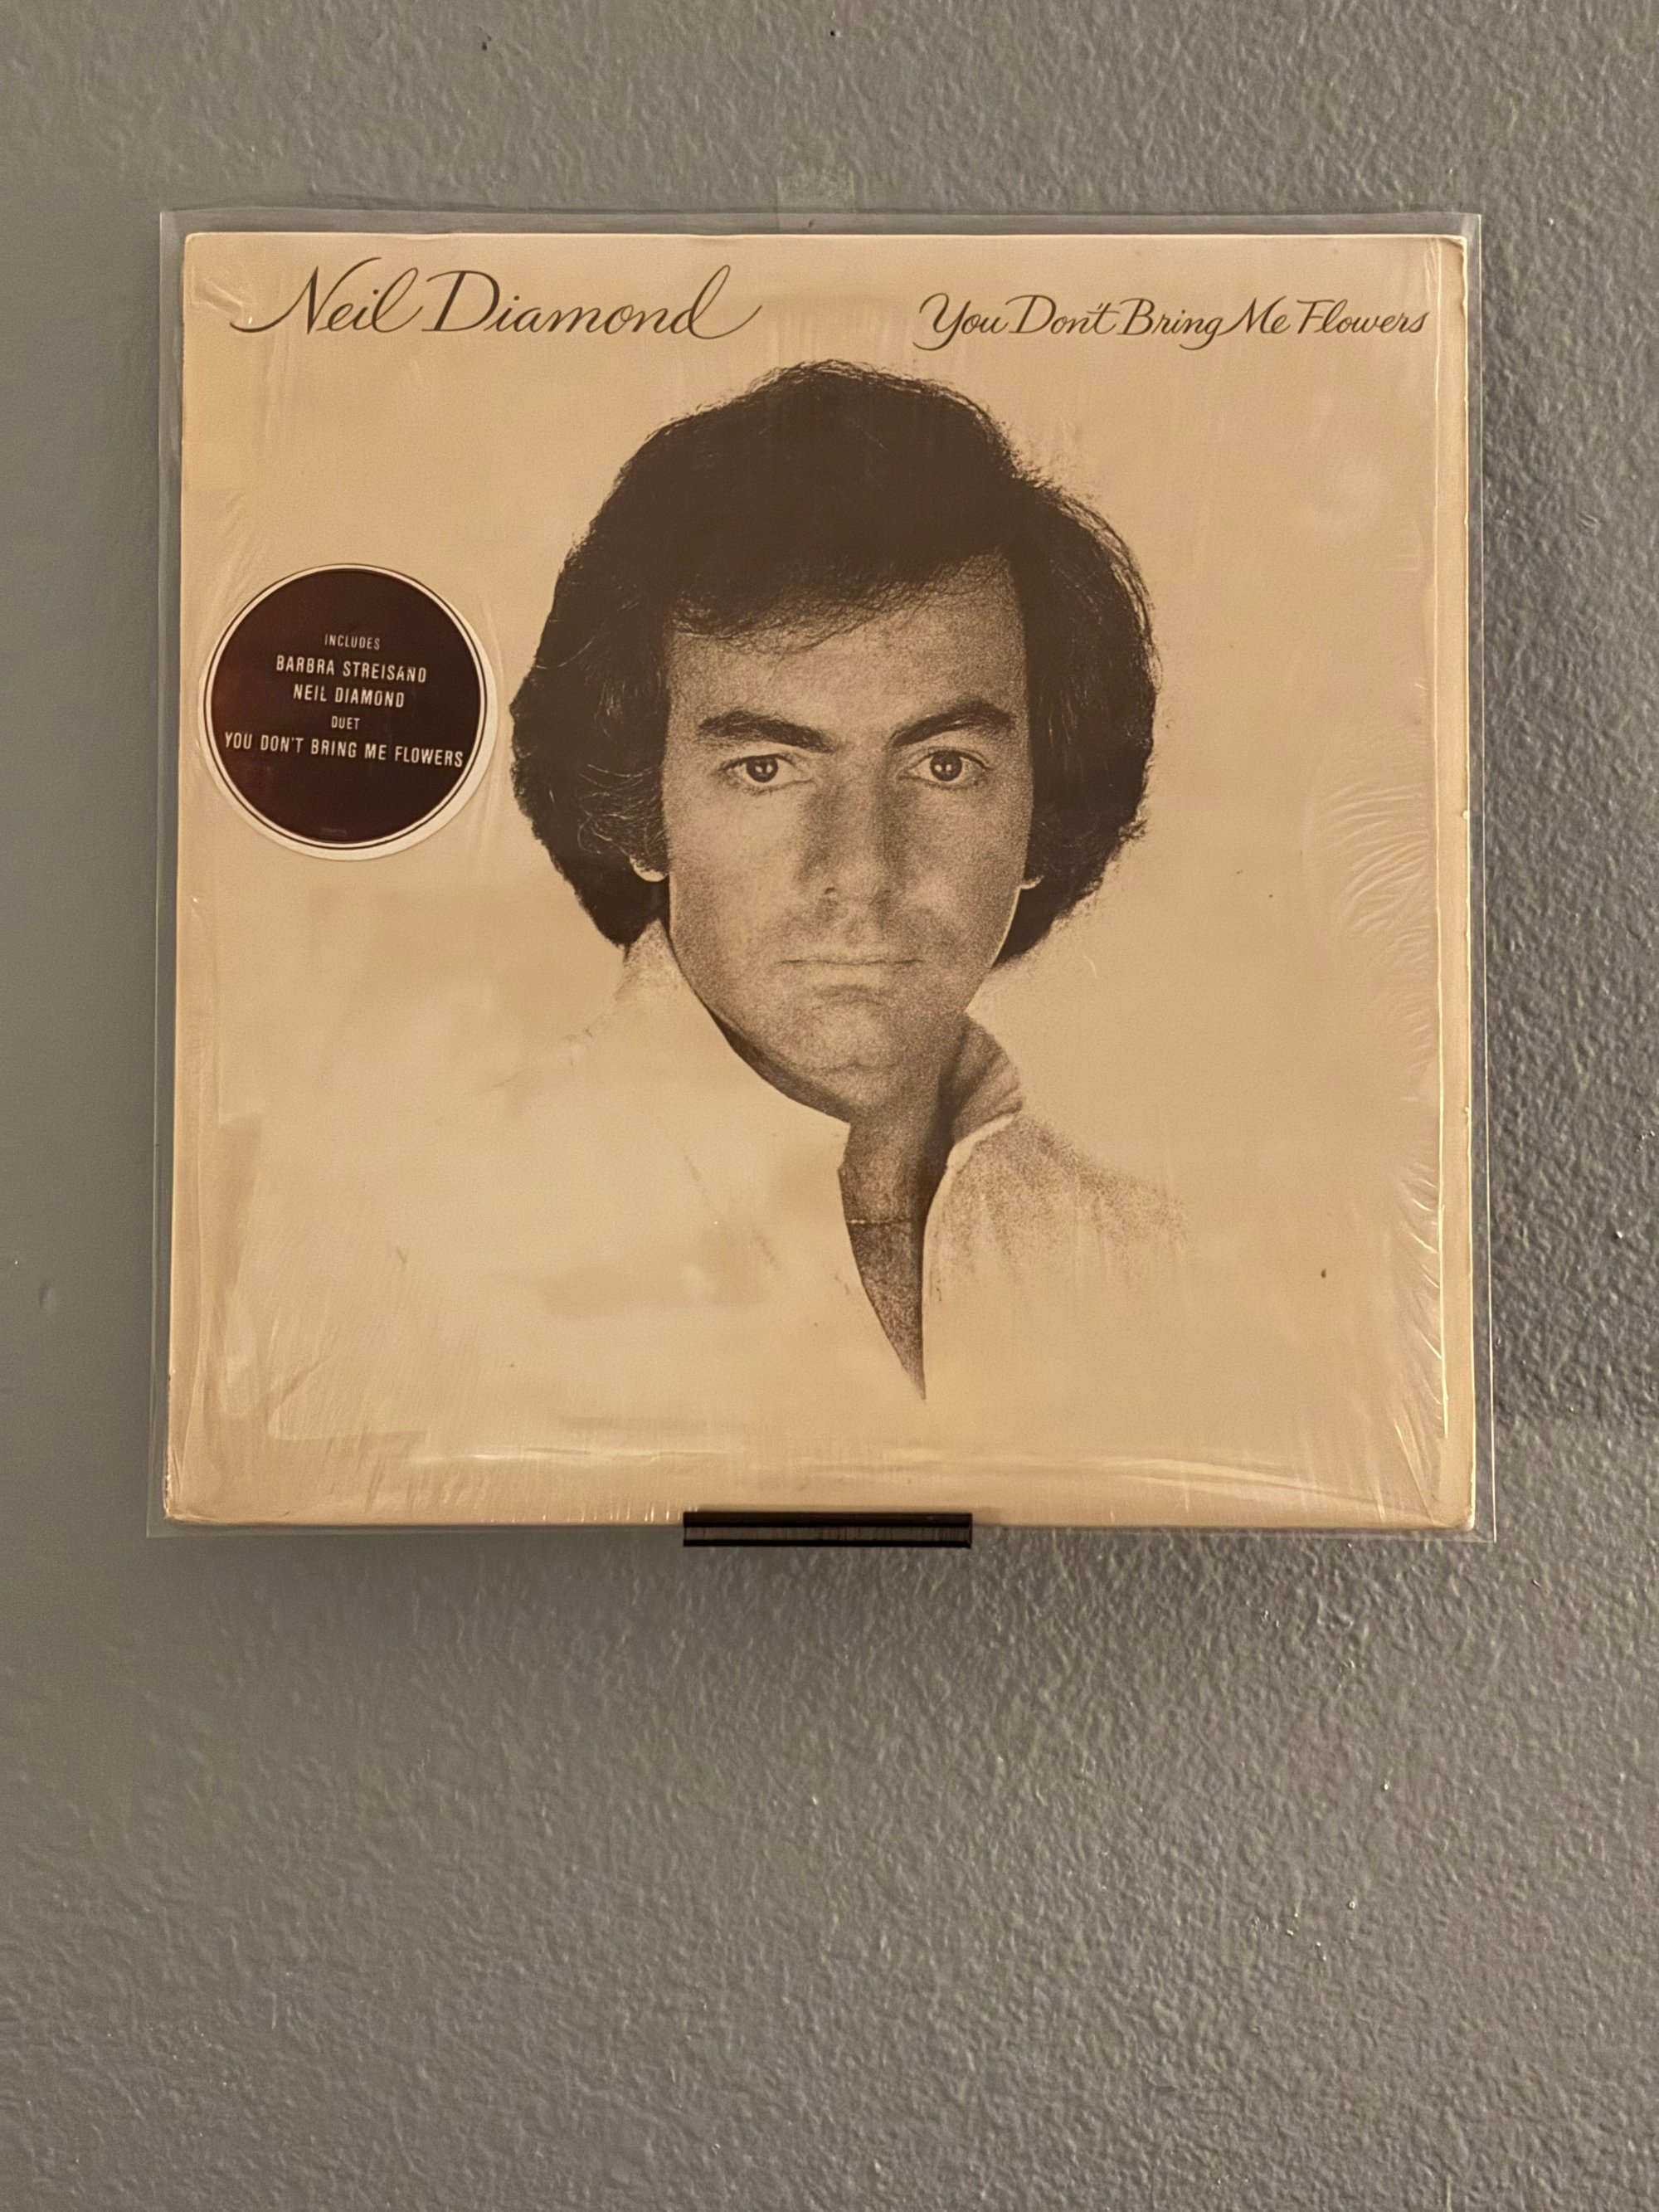 Neil Diamond
You Don't Bring Me Flowers
INCLUDES
BARBRA STREISAND
NEIL DIAMOND
DUET
YOU DON'T BRING ME FLOWERS